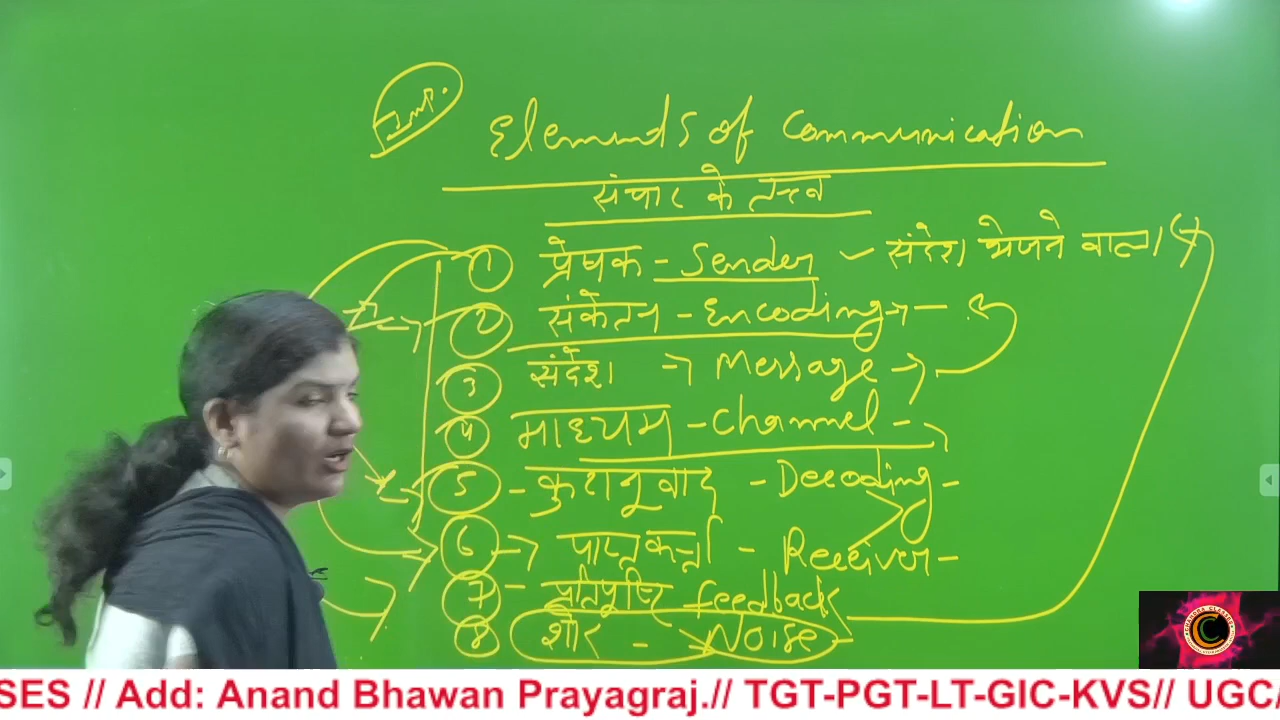 Imp.
Elements of Communication
संचार के तत्त्व
① प्रेषक - Sender - संदेश भेजने वाला
② संकेतन - Encoding →
③ संदेश → Message →
④ माध्यम - Channel →
⑤ - कुटानुवाद - Decoding -
⑥ → प्राप्तकर्त्ता - Receiver -
⑦ - प्रतिपुष्टि feedback
⑧ शोर - Noise
SES // Add: Anand Bhawan Prayagraj.// TGT-PGT-LT-GIC-KVS// UGC